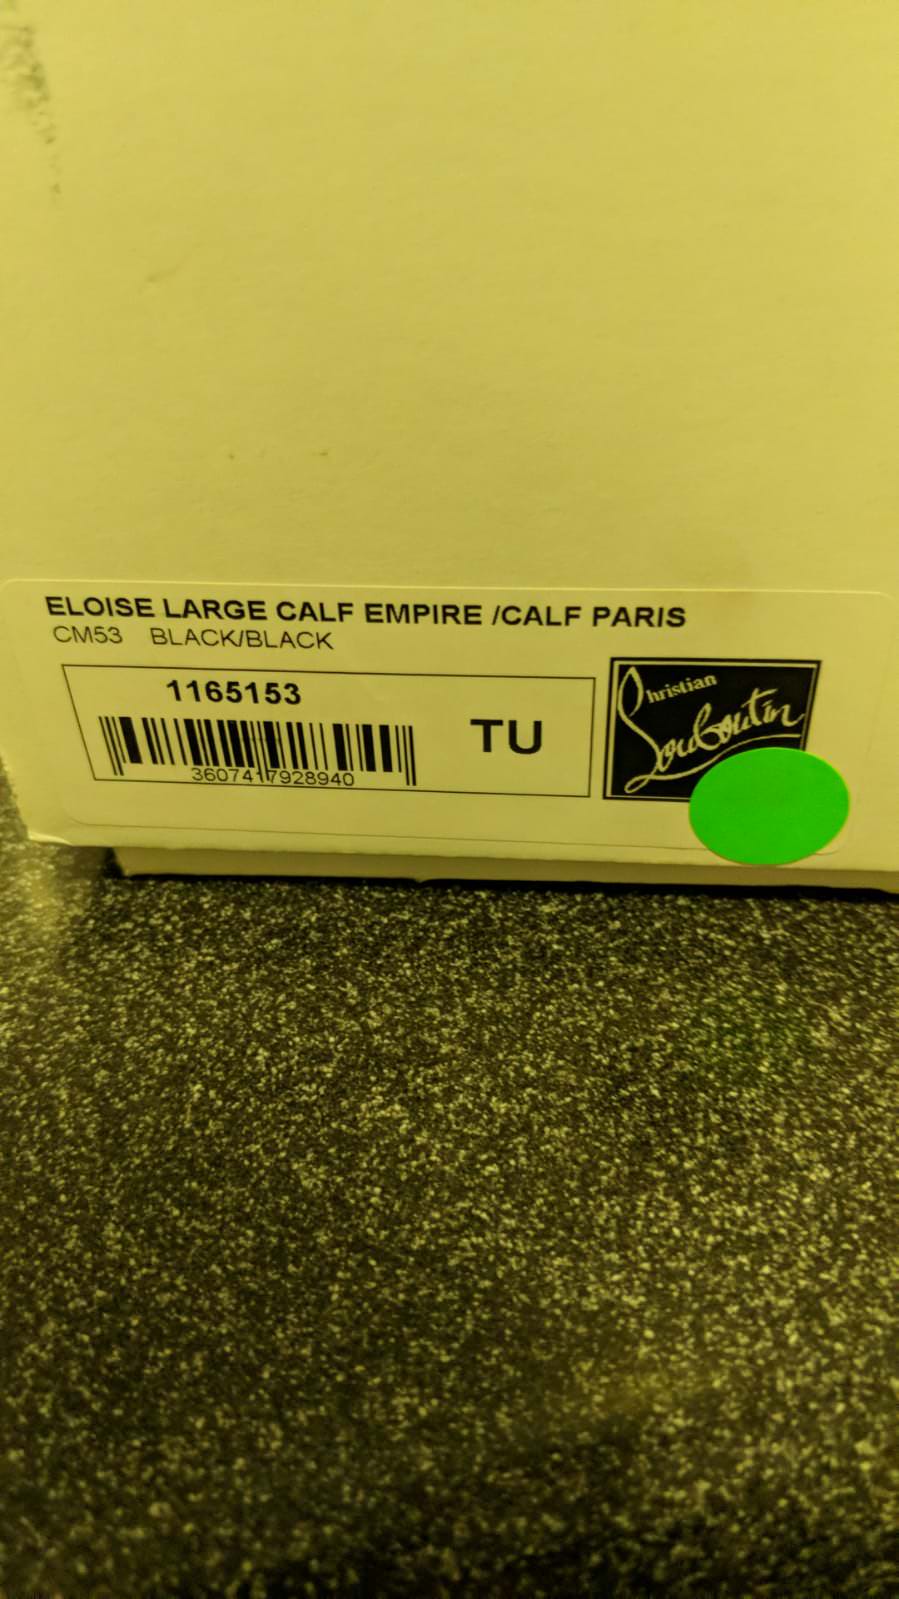 ELOISE LARGE CALF EMPIRE /CALF PARIS
CM53 BLACK/BLACK
1165153
3607417928940
TU
Christian
Louboutin